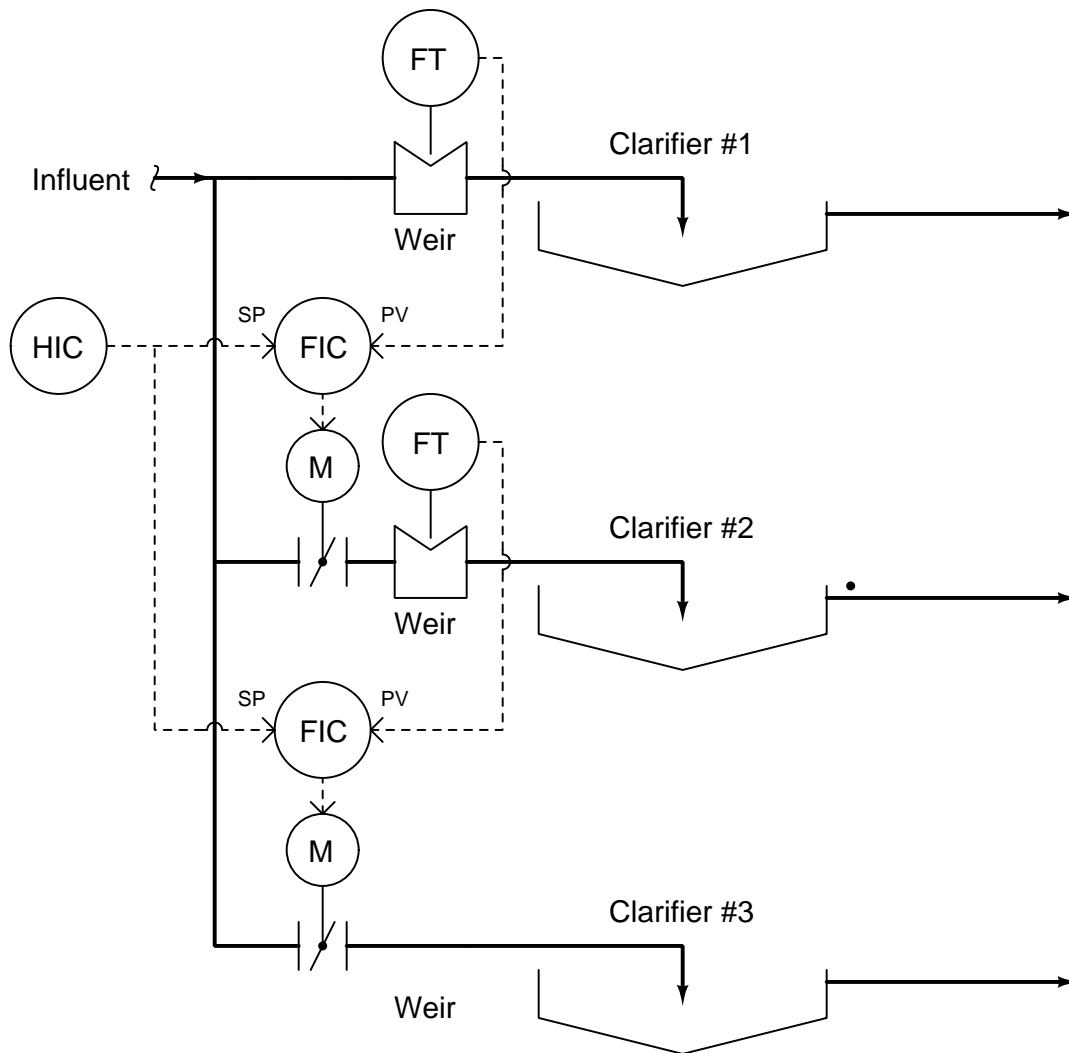 FT
Clarifier #1
Influent
Weir
SP
PV
HIC
FIC
FT
M
Clarifier #2
Weir
SP
PV
FIC
M
Clarifier #3
Weir